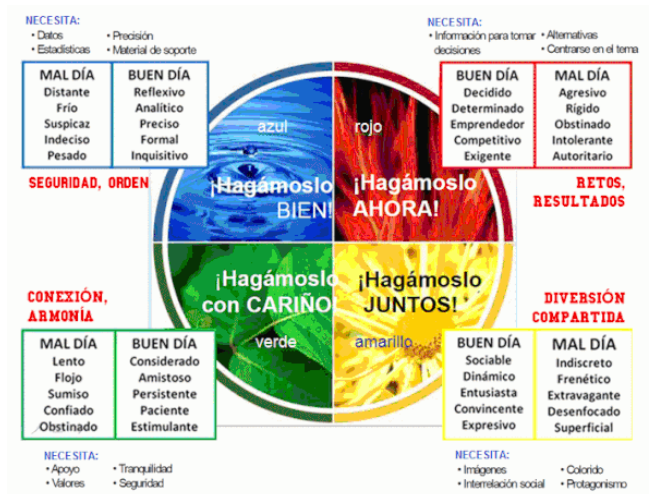 NECESITA:
• Datos
• Estadísticas
• Precisión
• Material de soporte
MAL DÍA
Distante
Frío
Suspicaz
Indeciso
Pesado
BUEN DÍA
Reflexivo
Analítico
Preciso
Formal
Inquisitivo
SEGURIDAD, ORDEN
azul
¡Hagámoslo
BIEN!
NECESITA:
• Información para tomar
decisiones
• Alternativas
• Centrarse en el tema
BUEN DÍA
Decidido
Determinado
Emprendedor
Competitivo
Exigente
MAL DÍA
Agresivo
Rígido
Obstinado
Intolerante
Autoritario
RETOS,
RESULTADOS
rojo
¡Hagámoslo
AHORA!
CONEXIÓN,
ARMONÍA
MAL DÍA
Lento
Flojo
Sumiso
Confiado
Obstinado
BUEN DÍA
Considerado
Amistoso
Persistente
Paciente
Estimulante
¡Hagámoslo
con CARIÑO
verde
NECESITA:
• Apoyo
• Valores
• Tranquilidad
• Seguridad
¡Hagámoslo
JUNTOS!
amarillo
DIVERSIÓN
COMPARTIDA
BUEN DÍA
Sociable
Dinámico
Entusiasta
Convincente
Expresivo
MAL DÍA
Indiscreto
Frenético
Extravagante
Desenfocado
Superficial
NECESITA:
• Imágenes
• Interrelación social
• Colorido
• Protagonismo